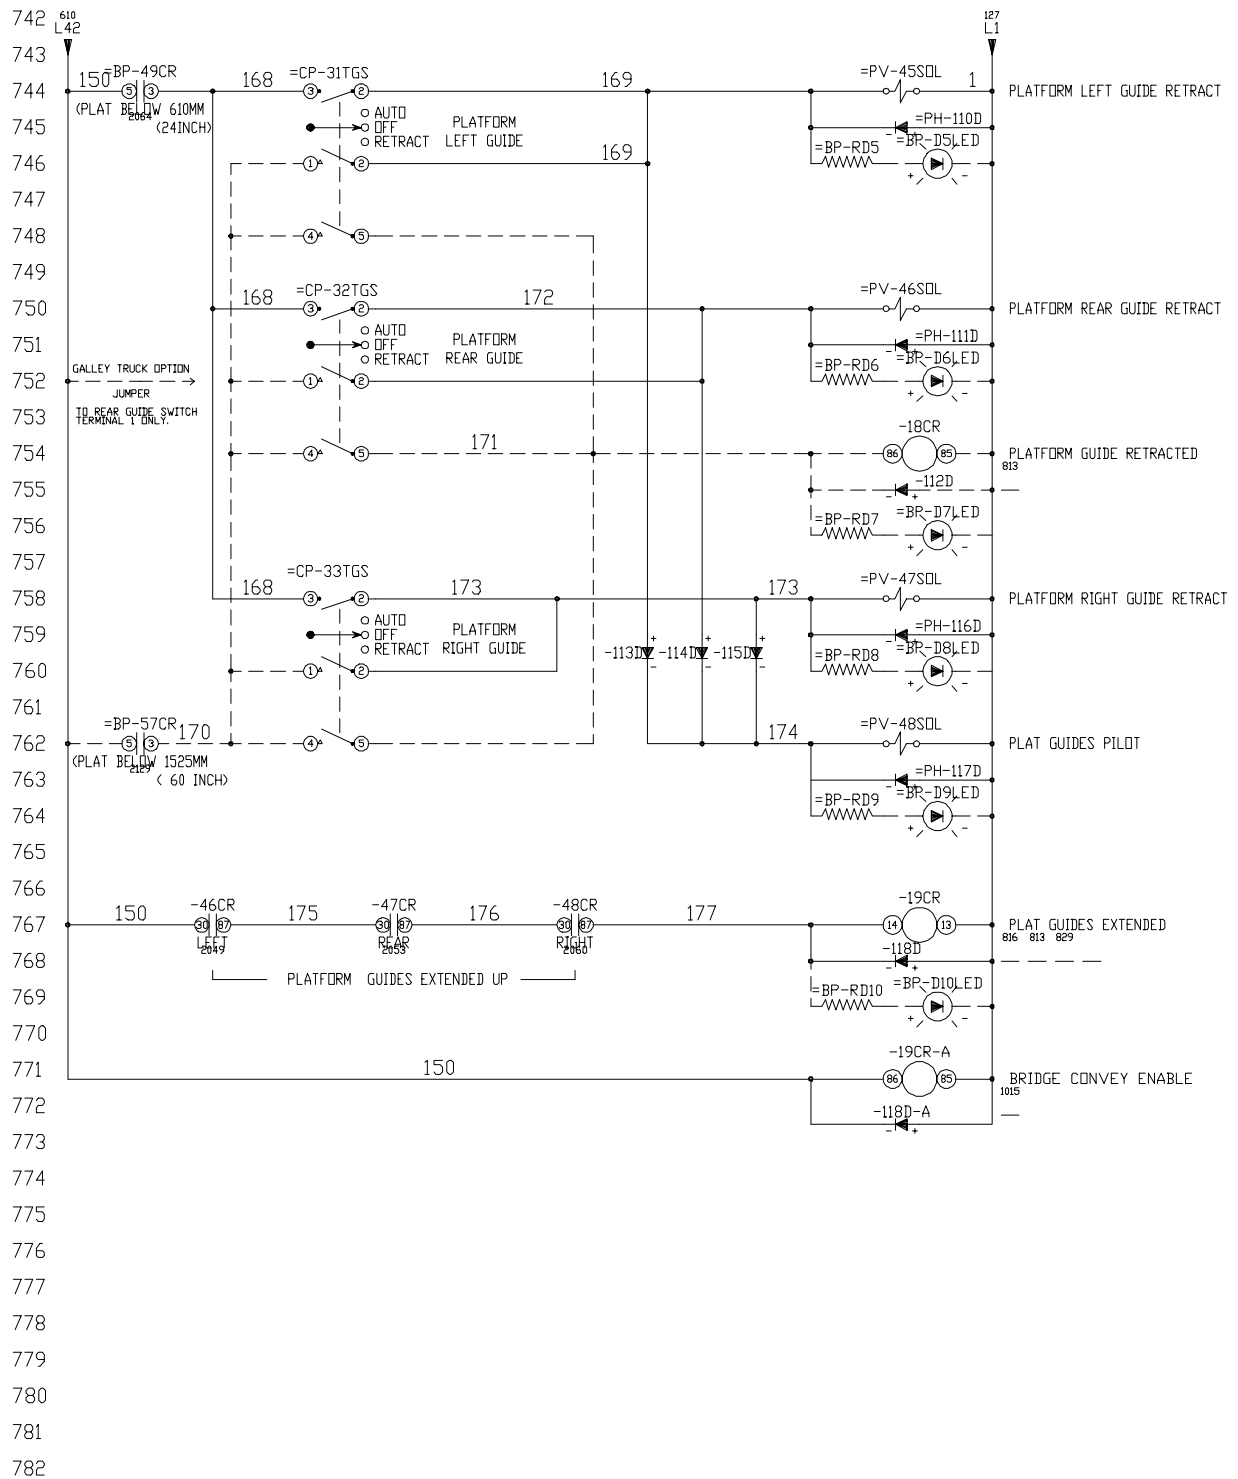 742 610 127
L42 L1
743
150 =BP-49CR 168 =CP-31TGS 169 =PV-45SOL 1
744 5 3 3 2 PLATFORM LEFT GUIDE RETRACT
(PLAT BELOW 610MM
2064
(24INCH)
AUTO
745 OFF PLATFORM =PH-110D - +
RETRACT LEFT GUIDE
=BP-RD5 =BP-D5LED
746 1 2 169 + -
747
748 4 5
749
=CP-32TGS =PV-46SOL
750 168 3 2 172 PLATFORM REAR GUIDE RETRACT
AUTO
751 OFF PLATFORM =PH-111D - +
RETRACT REAR GUIDE
GALLEY TRUCK OPTION =BP-RD6 =BP-D6LED
752 1 2 + -
JUMPER
753 TO REAR GUIDE SWITCH
TERMINAL 1 ONLY.
-18CR
754 4 5 171 86 85 PLATFORM GUIDE RETRACTED
813
755 -112D - +
756 =BP-RD7 =BP-D7LED + -
757
=CP-33TGS =PV-47SOL
758 168 3 2 173 173 PLATFORM RIGHT GUIDE RETRACT
AUTO
759 OFF PLATFORM =PH-116D - +
RETRACT RIGHT GUIDE
-113D + - -114D + - -115D + -
760 1 2 =BP-RD8 =BP-D8LED + -
761
=BP-57CR =PV-48SOL
762 5 3 170 4 5 174 PLAT GUIDES PILOT
(PLAT BELOW 1525MM
2129
763 ( 60 INCH) =PH-117D - +
764 =BP-RD9 =BP-D9LED + -
765
766
-46CR -47CR -48CR -19CR
767 150 30 87 175 30 87 176 30 87 177 14 13 PLAT GUIDES EXTENDED
LEFT REAR RIGHT
2049 2053 2060 816 813 829
768 -118D - +
PLATFORM GUIDES EXTENDED UP
769 =BP-RD10 =BP-D10LED + -
770
-19CR-A
771 150 86 85 BRIDGE CONVEY ENABLE
1015
772 -118D-A - +
773
774
775
776
777
778
779
780
781
782